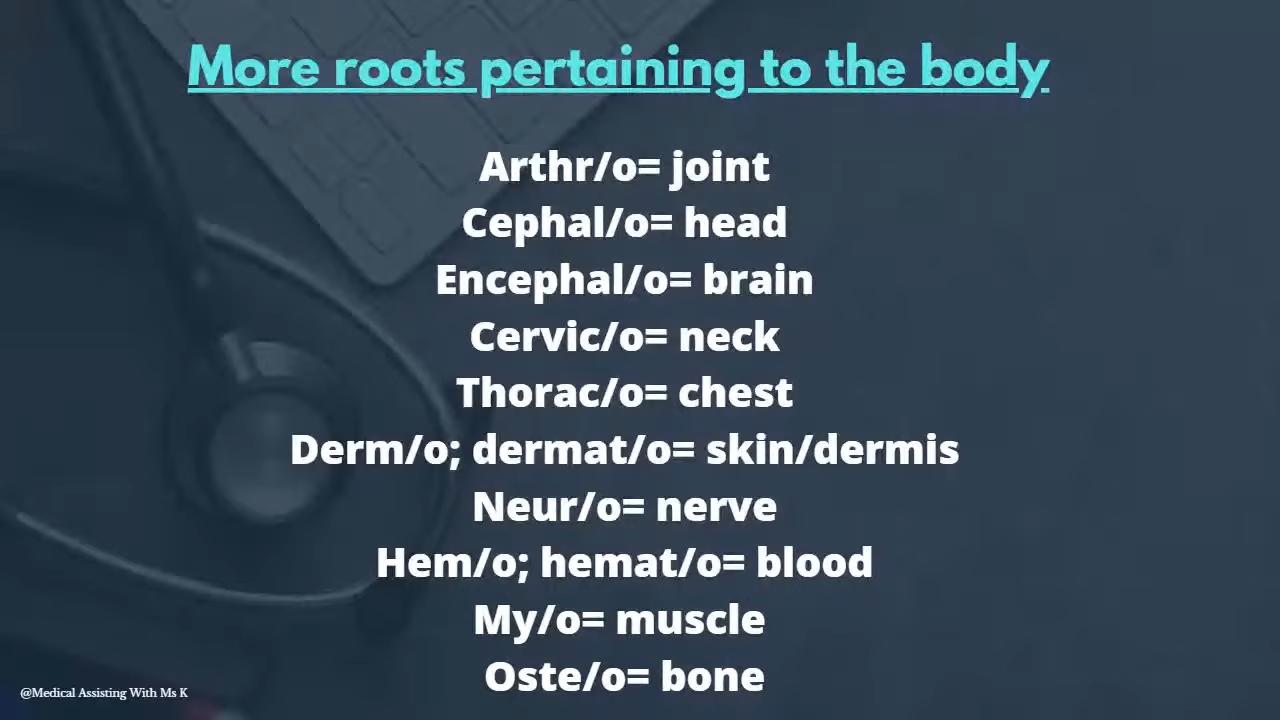 More roots pertaining to the body
Arthr/o= joint
Cephal/o= head
Encephal/o= brain
Cervic/o= neck
Thorac/o= chest
Derm/o; dermat/o= skin/dermis
Neur/o= nerve
Hem/o; hemat/o= blood
My/o= muscle
Oste/o= bone
@Medical Assisting With Ms K